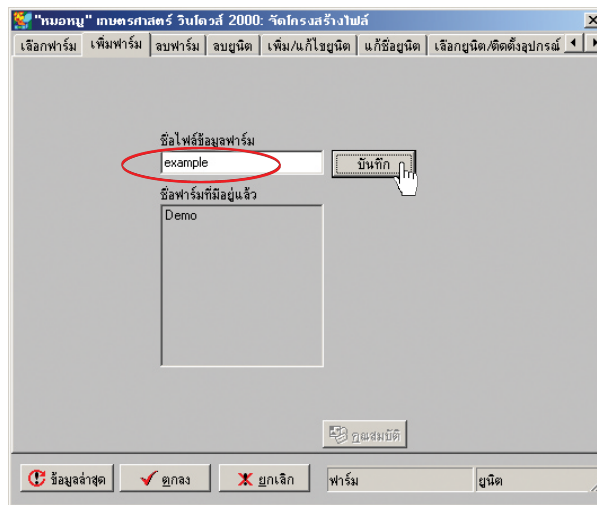 "หมอหมู" เกษตรศาสตร์ วินโดวส์ 2000: จัดโครงสร้างไฟล์
เลือกฟาร์ม เพิ่มฟาร์ม ลบฟาร์ม ลบยูนิต เพิ่ม/แก้ไขยูนิต แก้ชื่อยูนิต เลือกยูนิต/ติดตั้งอุปกรณ์
ชื่อไฟล์ข้อมูลฟาร์ม
example บันทึก
ชื่อฟาร์มที่มีอยู่แล้ว
Demo
คุณสมบัติ
ข้อมูลล่าสุด ตกลง ยกเลิก ฟาร์ม ยูนิต